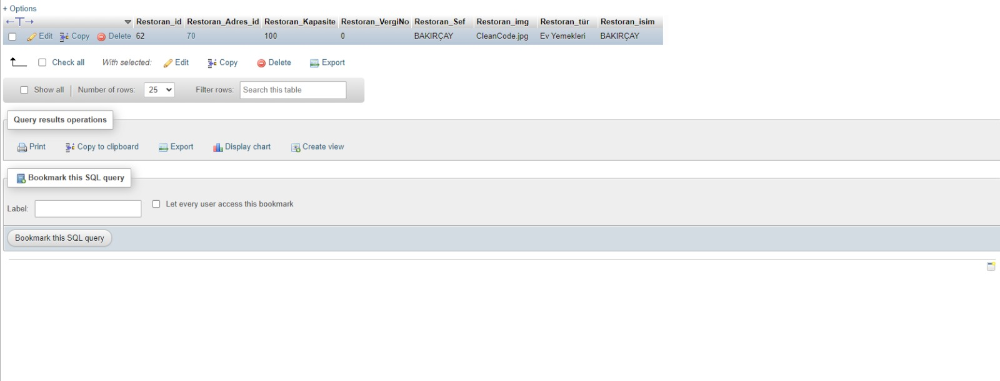 + Options
Restoran_id Restoran_Adres_id Restoran_Kapasite Restoran_VergiNo Restoran_Sef Restoran_img Restoran_tür Restoran_isim
Edit Copy Delete 62 70 100 0 BAKIRÇAY CleanCode.jpg Ev Yemekleri BAKIRÇAY
Check all With selected: Edit Copy Delete Export
Show all Number of rows: 25 Filter rows: Search this table
Query results operations
Print Copy to clipboard Export Display chart Create view
Bookmark this SQL query
Label: Let every user access this bookmark
Bookmark this SQL query